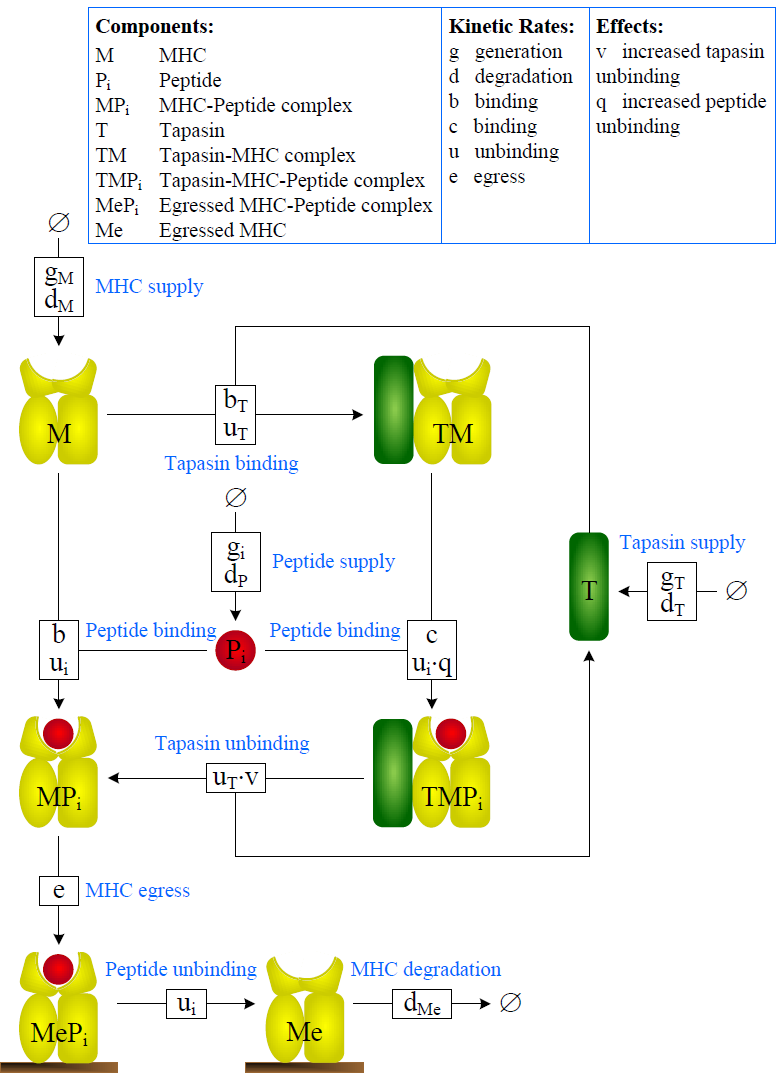 Components:
M MHC
Pi Peptide
MPi MHC-Peptide complex
T Tapasin
TM Tapasin-MHC complex
TMPi Tapasin-MHC-Peptide complex
MePi Egressed MHC-Peptide complex
Me Egressed MHC
Kinetic Rates:
g generation
d degradation
b binding
c binding
u unbinding
e egress
Effects:
v increased tapasin
unbinding
q increased peptide
unbinding
∅
gM
dM
MHC supply
M
bT
uT
Tapasin binding
TM
∅
gi
dP
Peptide supply
Tapasin supply
T
gT
dT
∅
b
ui
Peptide binding
Pi
Peptide binding
c
ui·q
MPi
Tapasin unbinding
uT·v
TMPi
e
MHC egress
MePi
Peptide unbinding
ui
Me
MHC degradation
dMe
∅